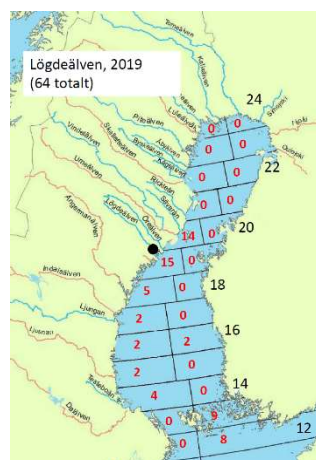 Lögdeälven, 2019
(64 totalt)
Torneälven
Kalixälven
Luleälven
Piteälven
Åbyälven
Byskeälven
Kågeälven
Skellefteälven
Vindelälven
Umeälven
Rickleån
Sävarån
Öreälven
Lögdeälven
Ångermanälven
Indalsälven
Ljungan
Ljusnan
Testeboån
Dalälven
Simojoki
Iijoki
Oulujoki
24
0 0
0 0
22
0 0
0 0
20
14 0
15 0
18
5 0
2 0
16
2 2
2 0
14
4 0
0 9
12
0 8